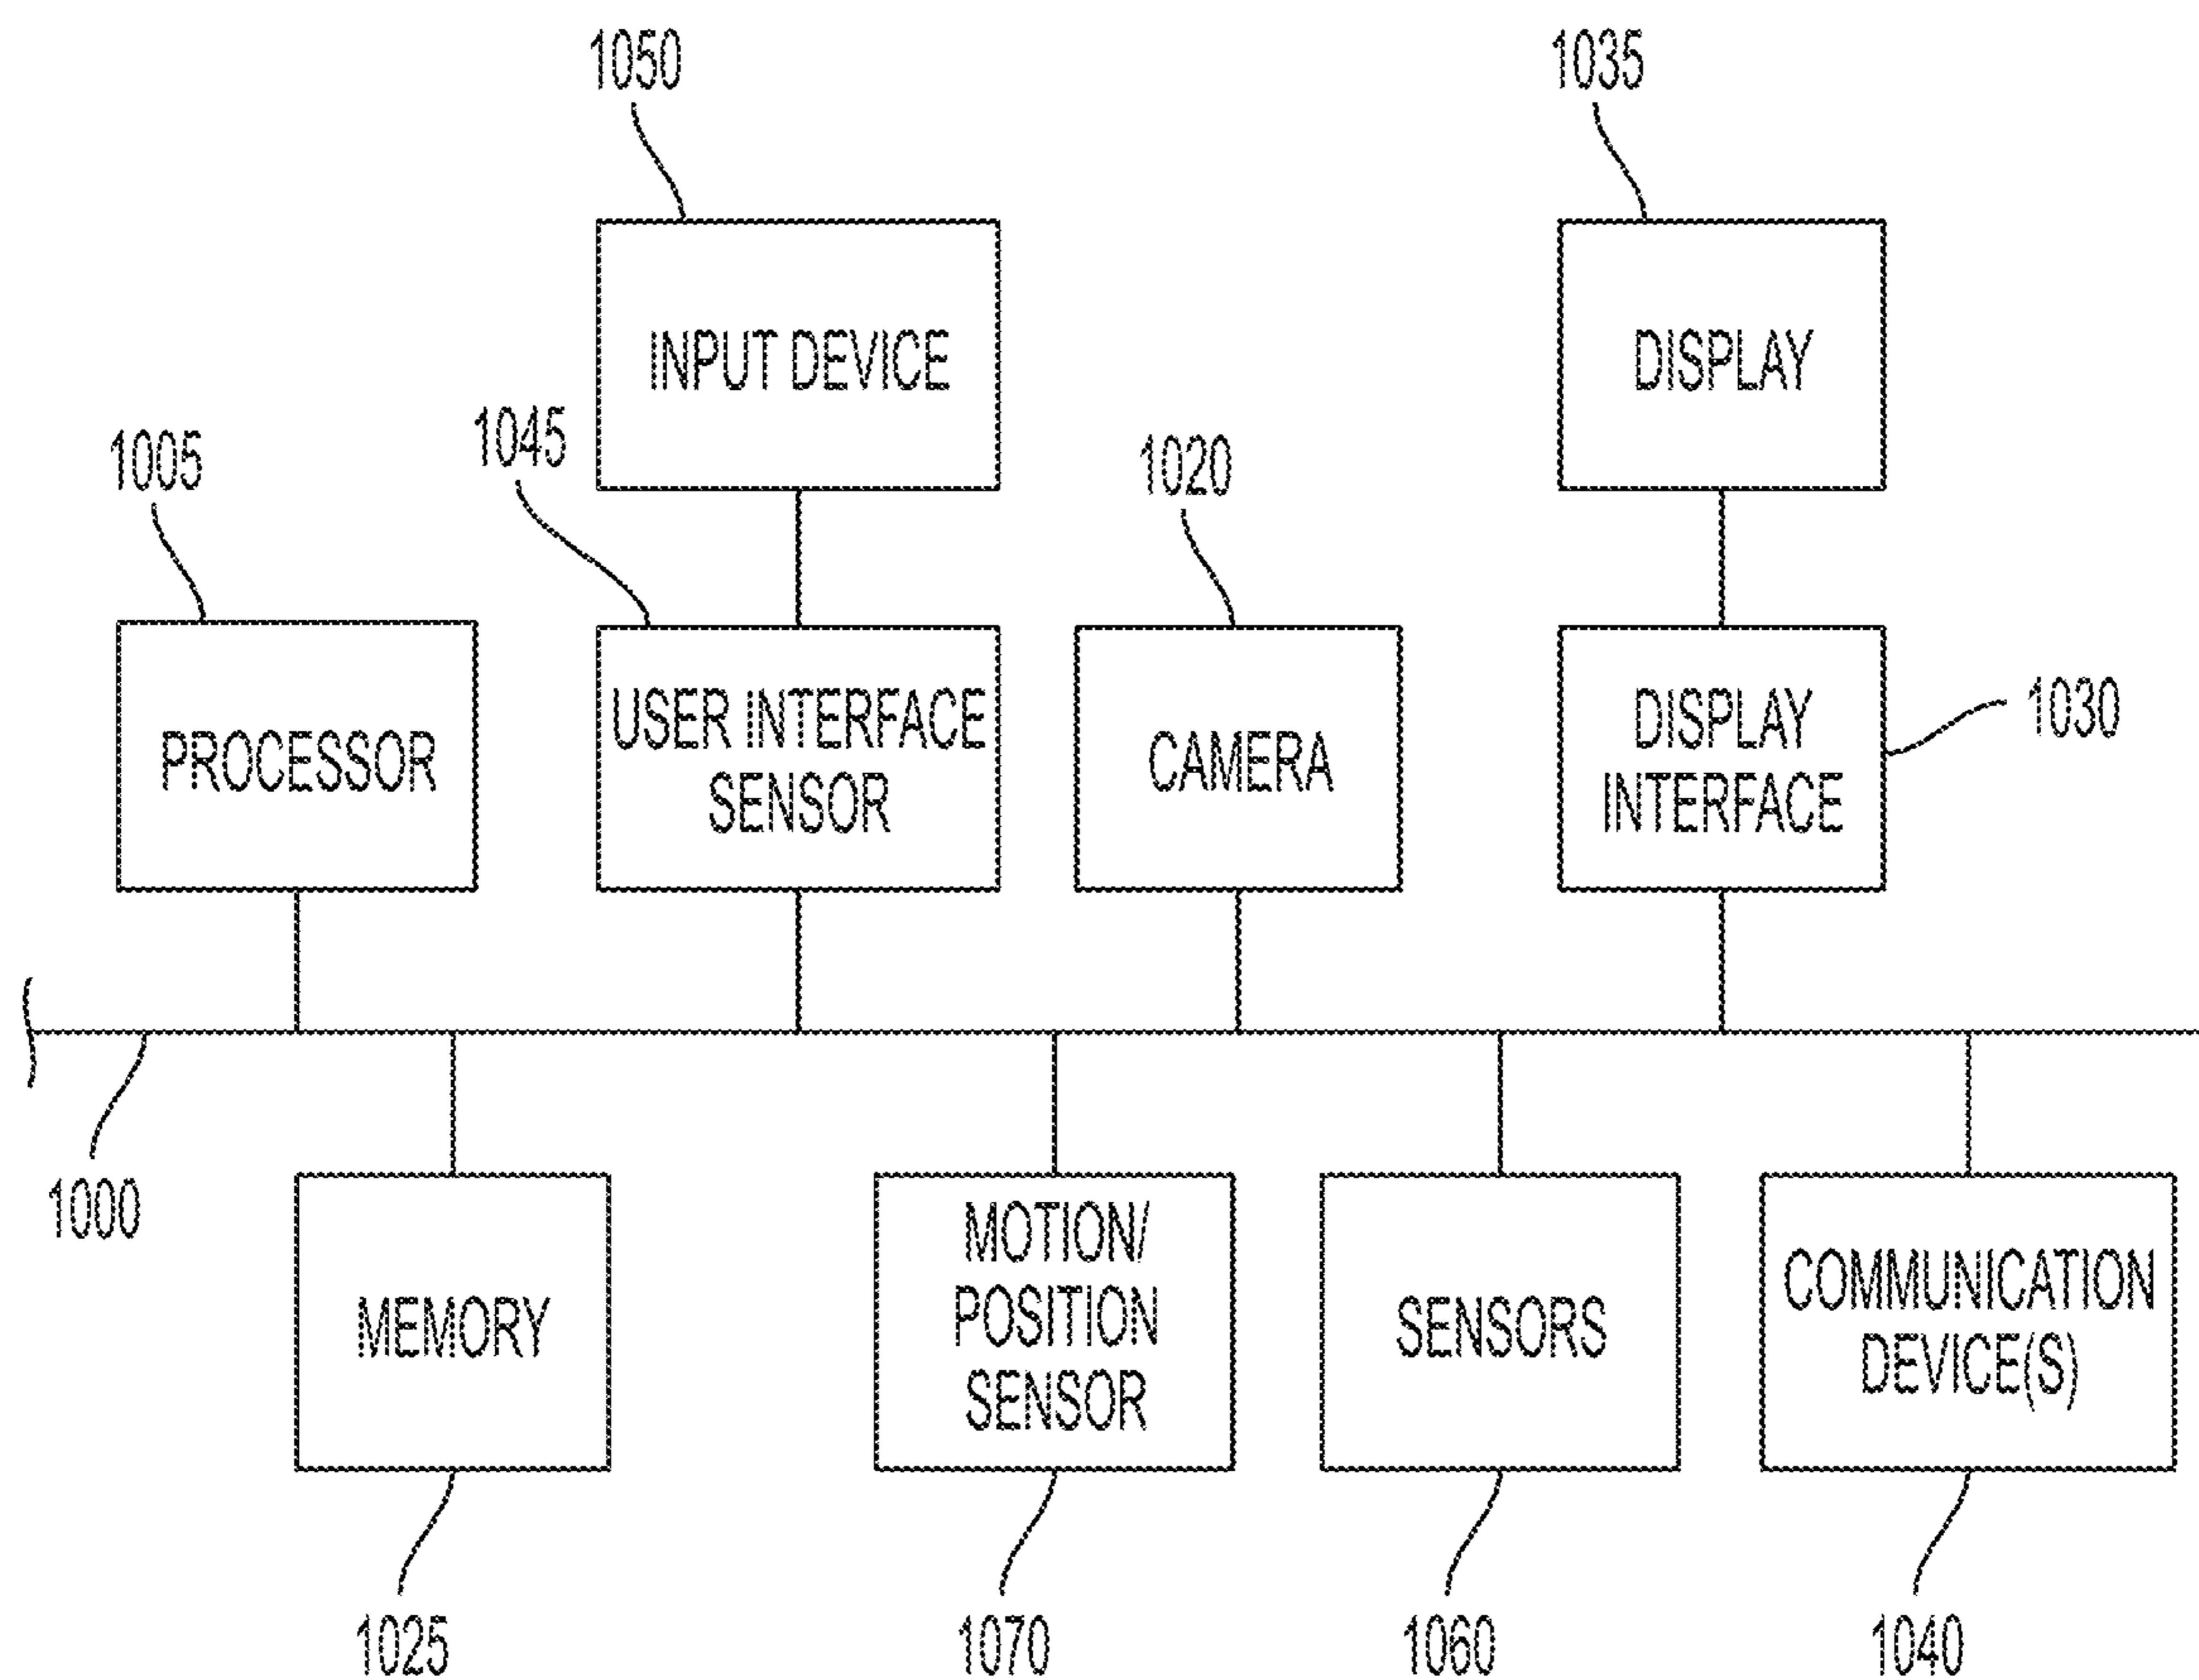 1050
1035
INPUT DEVICE
DISPLAY
1005
1045
1020
PROCESSOR
USER INTERFACE
SENSOR
CAMERA
DISPLAY
INTERFACE
1030
1000
MEMORY
MOTION/
POSITION
SENSOR
SENSORS
COMMUNICATION
DEVICE(S)
1025
1070
1060
1040